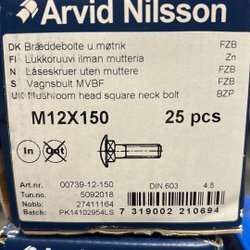 Arvid Nilsson
DK Bræddebolte u.møtrik FZB
FI Lukkoruuvi ilman mutteria Zn
N Låseskruer uten muttere FZB
S Vagnsbult MVBF FZB
UK Mushroom head square neck bolt BZP
M12X150 25 pcs
In Out
Art.nr: 00739-12-150 DIN 603 4.8
Tun.no: 5092018
Nobb: 27411164
Batch: PK14102954LS 7 319002 210694